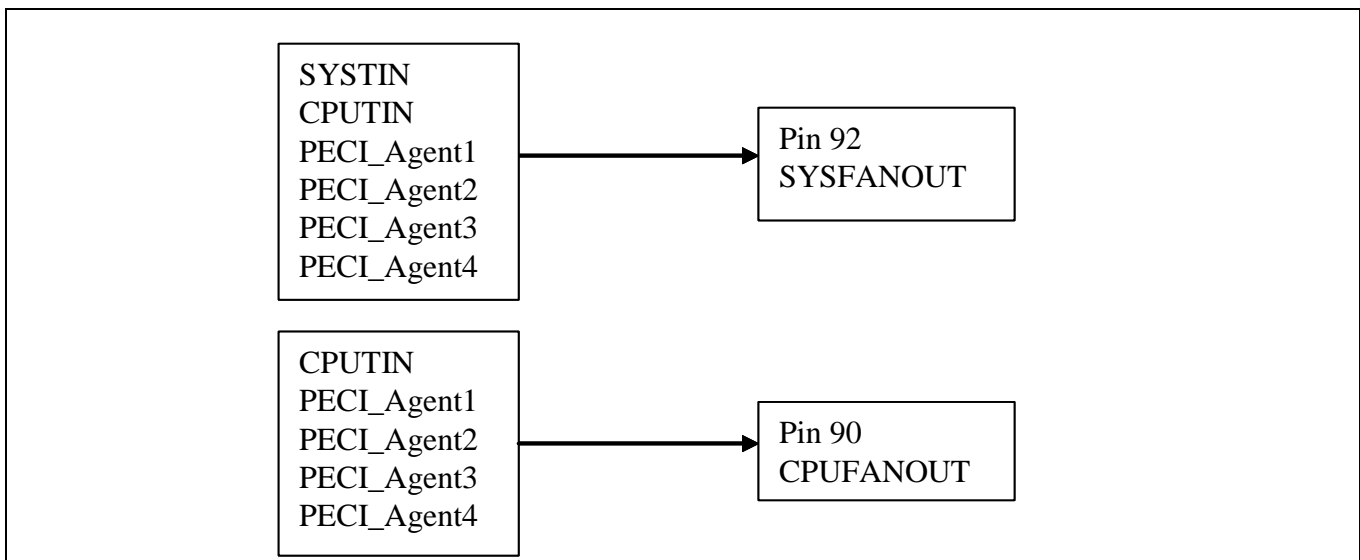 SYSTIN
CPUTIN
PECI_Agent1
PECI_Agent2
PECI_Agent3
PECI_Agent4
Pin 92
SYSFANOUT
CPUTIN
PECI_Agent1
PECI_Agent2
PECI_Agent3
PECI_Agent4
Pin 90
CPUFANOUT